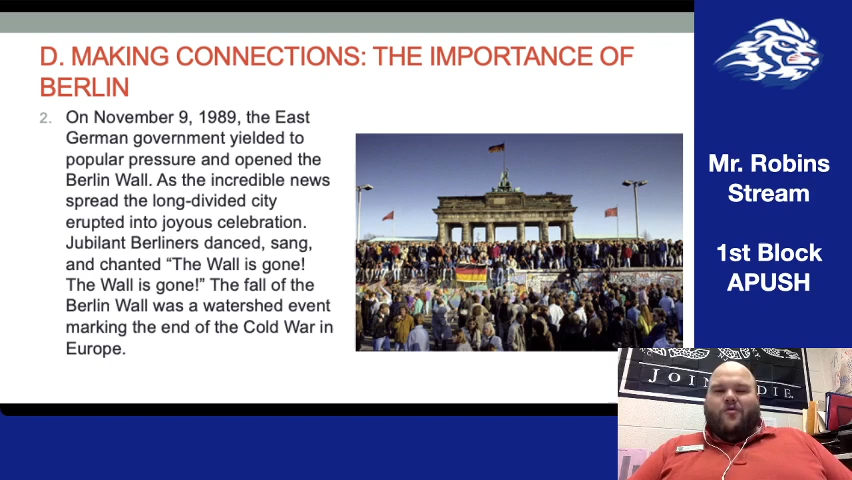 D. MAKING CONNECTIONS: THE IMPORTANCE OF
BERLIN
2. On November 9, 1989, the East
German government yielded to
popular pressure and opened the
Berlin Wall. As the incredible news
spread the long-divided city
erupted into joyous celebration.
Jubilant Berliners danced, sang,
and chanted “The Wall is gone!
The Wall is gone!” The fall of the
Berlin Wall was a watershed event
marking the end of the Cold War in
Europe.
Mr. Robins
Stream
1st Block
APUSH
JOIN DIE.